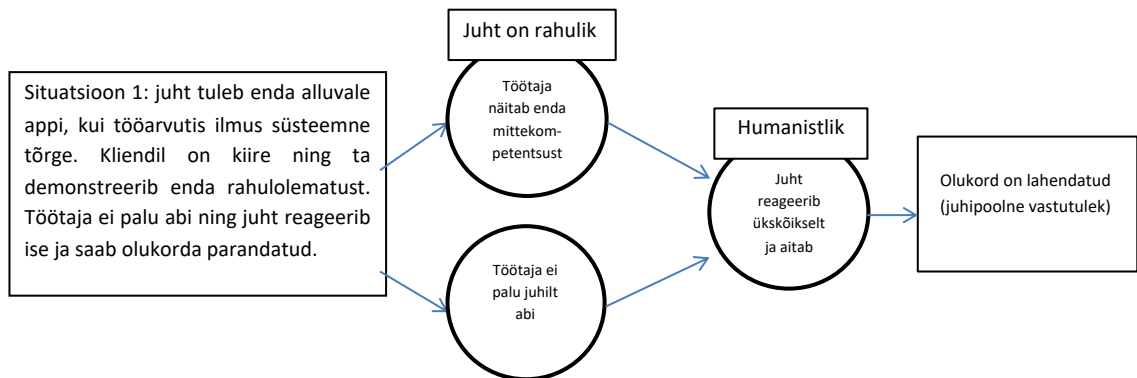 Situatsioon 1: juht tuleb enda alluvale
appi, kui tööarvutis ilmus süsteemne
tõrge. Kliendil on kiire ning ta
demonstreerib enda rahulolematust.
Töötaja ei palu abi ning juht reageerib
ise ja saab olukorda parandatud.
Juht on rahulik
Töötaja
näitab enda
mittekom-
petentsust
Töötaja ei
palu juhilt
abi
Humanistlik
Juht
reageerib
ükskõikselt
ja aitab
Olukord on lahendatud
(juhipoolne vastutulek)